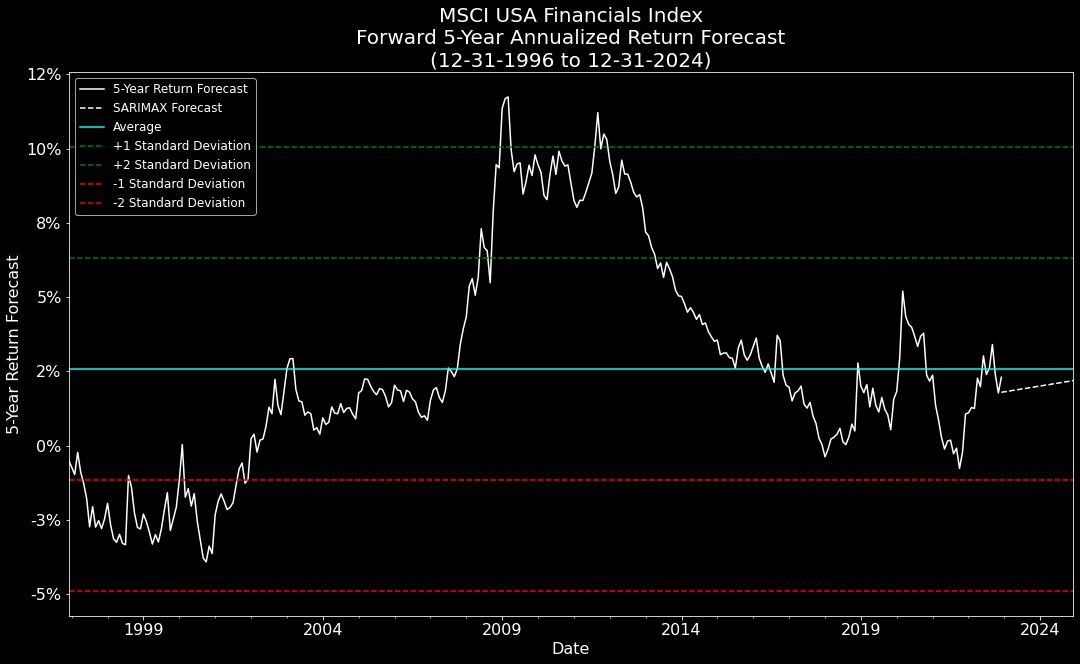 MSCI USA Financials Index
Forward 5-Year Annualized Return Forecast
(12-31-1996 to 12-31-2024)
12%
10%
8%
5%
2%
0%
-3%
-5%
5-Year Return Forecast
5-Year Return Forecast
SARIMAX Forecast
Average
+1 Standard Deviation
+2 Standard Deviation
-1 Standard Deviation
-2 Standard Deviation
1999 2004 2009 2014 2019 2024
Date